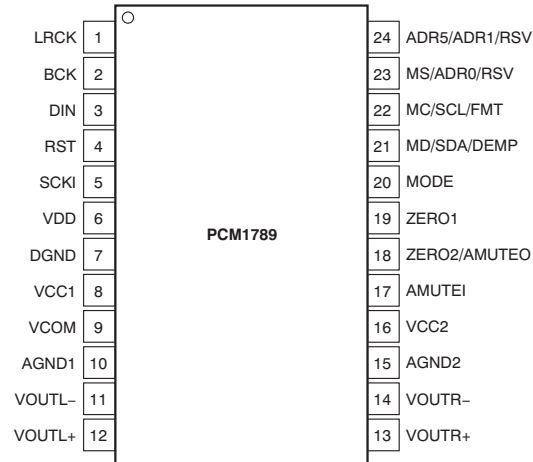 LRCK 1 24 ADR5/ADR1/RSV
BCK 2 23 MS/ADR0/RSV
DIN 3 22 MC/SCL/FMT
RST 4 21 MD/SDA/DEMP
SCKI 5 20 MODE
VDD 6 19 ZERO1
PCM1789
DGND 7 18 ZERO2/AMUTEO
VCC1 8 17 AMUTEI
VCOM 9 16 VCC2
AGND1 10 15 AGND2
VOUTL− 11 14 VOUTR−
VOUTL+ 12 13 VOUTR+